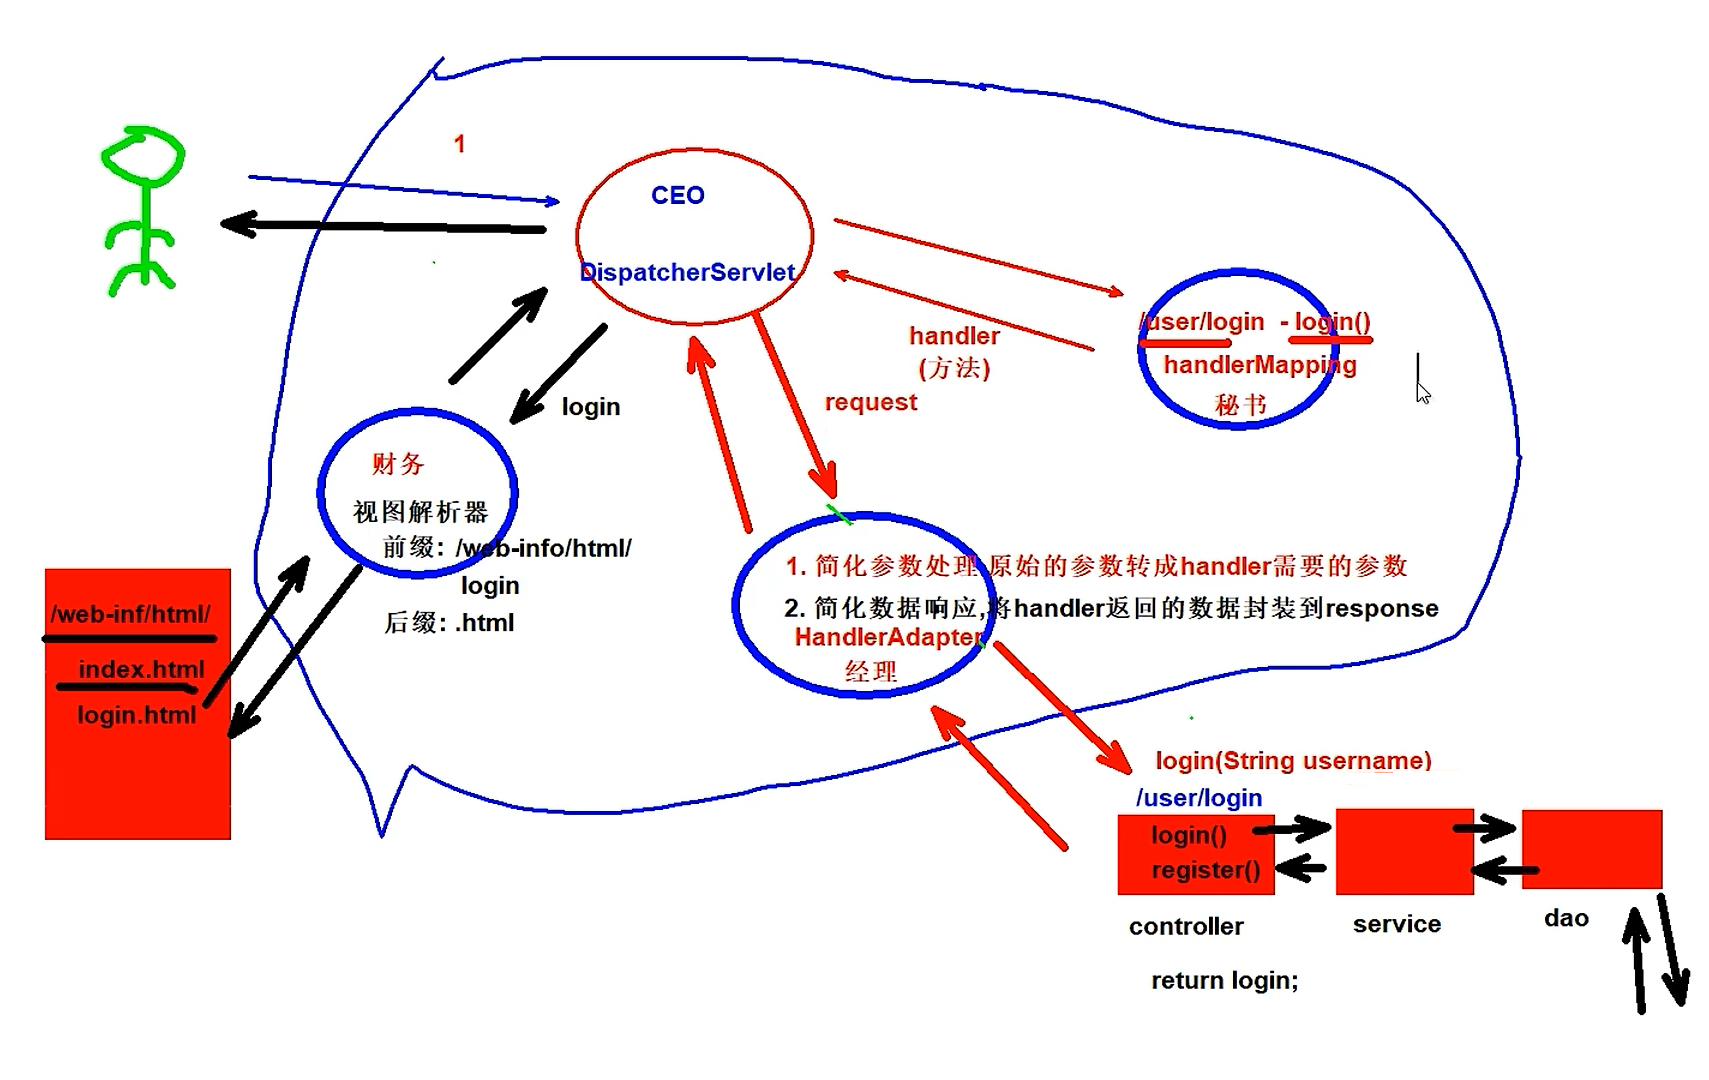 1
CEO
DispatcherServlet
/user/login - login()
handlerMapping
秘书
handler
(方法)
request
login
财务
视图解析器
前缀: /web-info/html/
login
后缀: .html
/web-inf/html/
index.html
login.html
1. 简化参数处理,原始的参数转成handler需要的参数
2. 简化数据响应,将handler返回的数据封装到response
HandlerAdapter
经理
login(String username)
/user/login
login()
register()
controller
service
dao
return login;